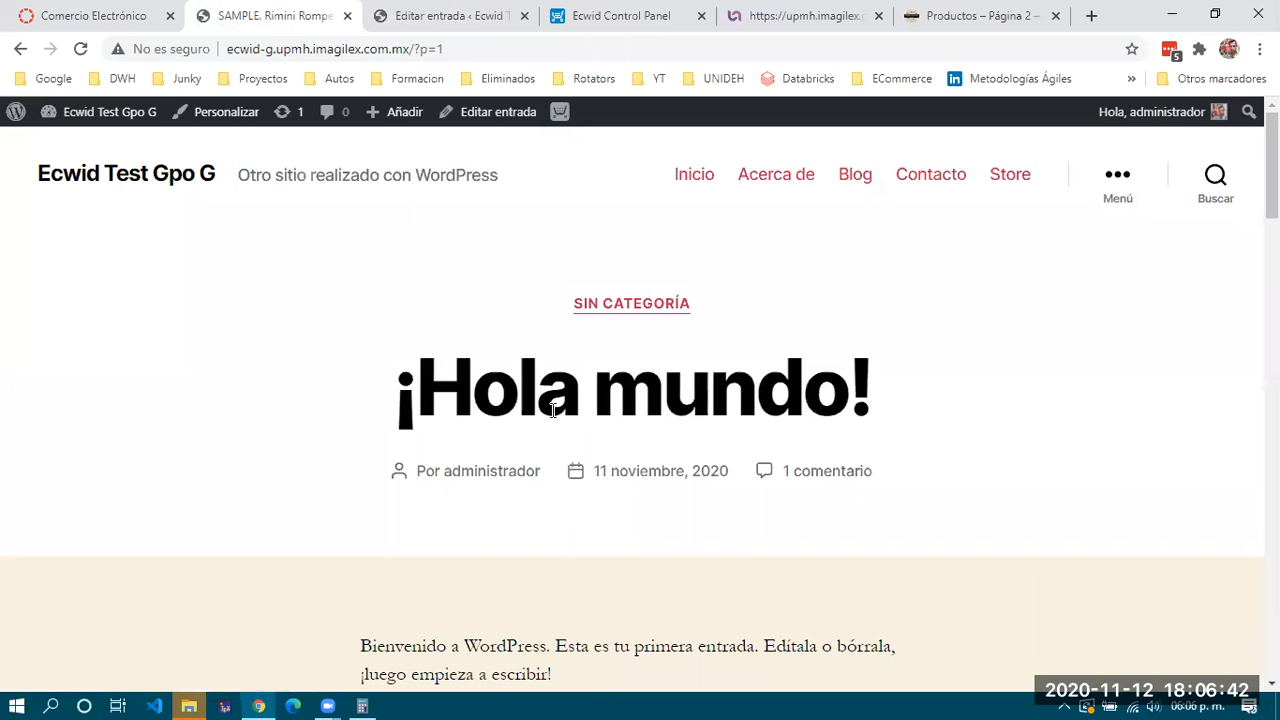 Comercio Electrónico
SAMPLE. Rimini Rompe
Editar entrada ‹ Ecwid T
Ecwid Control Panel
https://upmh.imagilex.c
Productos – Página 2 –
No es seguro
ecwid-g.upmh.imagilex.com.mx/?p=1
5
Google
DWH
Junky
Proyectos
Autos
Formacion
Eliminados
Rotators
YT
UNIDEH
Databricks
ECommerce
Metodologías Ágiles
»
Otros marcadores
Ecwid Test Gpo G
Personalizar
1
0
Añadir
Editar entrada
Hola, administrador
Ecwid Test Gpo G
Otro sitio realizado con WordPress
Inicio
Acerca de
Blog
Contacto
Store
Menú
Buscar
SIN CATEGORÍA
¡Hola mundo!
Por administrador
11 noviembre, 2020
1 comentario
Bienvenido a WordPress. Esta es tu primera entrada. Edítala o bórrala,
¡luego empieza a escribir!
2020-11-12 18:06:42
06:06 p. m.